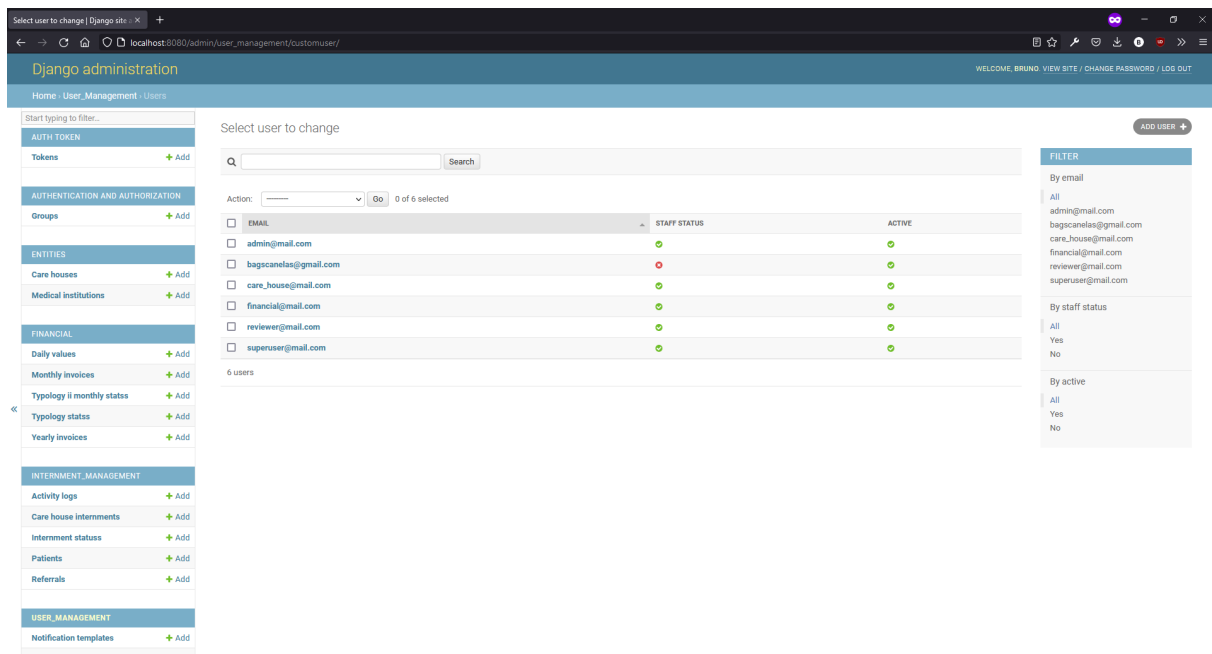 Select user to change | Django site a
localhost:8080/admin/user_management/customuser/
Django administration
WELCOME, BRUNO. VIEW SITE / CHANGE PASSWORD / LOG OUT
Home › User_Management › Users
Start typing to filter...
AUTH TOKEN
Tokens + Add
AUTHENTICATION AND AUTHORIZATION
Groups + Add
ENTITIES
Care houses + Add
Medical institutions + Add
FINANCIAL
Daily values + Add
Monthly invoices + Add
Typology ii monthly statss + Add
Typology statss + Add
Yearly invoices + Add
INTERNMENT_MANAGEMENT
Activity logs + Add
Care house internments + Add
Internment statuss + Add
Patients + Add
Referrals + Add
USER_MANAGEMENT
Notification templates + Add
«
Select user to change
ADD USER +
Search
Action: --------- Go 0 of 6 selected
EMAIL STAFF STATUS ACTIVE
admin@mail.com
bagscanelas@gmail.com
care_house@mail.com
financial@mail.com
reviewer@mail.com
superuser@mail.com
6 users
FILTER
By email
All
admin@mail.com
bagscanelas@gmail.com
care_house@mail.com
financial@mail.com
reviewer@mail.com
superuser@mail.com
By staff status
All
Yes
No
By active
All
Yes
No